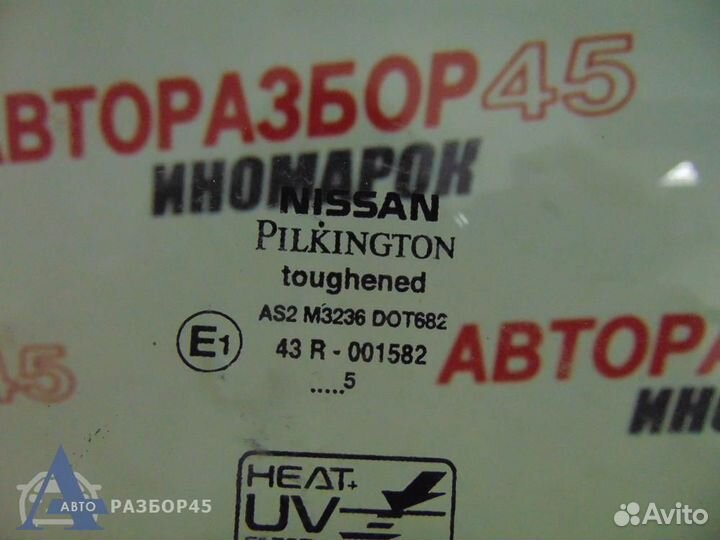 АВТОРАЗБОР45
ИНОМАРОК
NISSAN
PILKINGTON
toughened
AS2 M3236 DOT682
E1
43 R - 001582
.....5
45
АВТОРА
ИНО
HEAT+
UV
АВТО РАЗБОР45
Avito